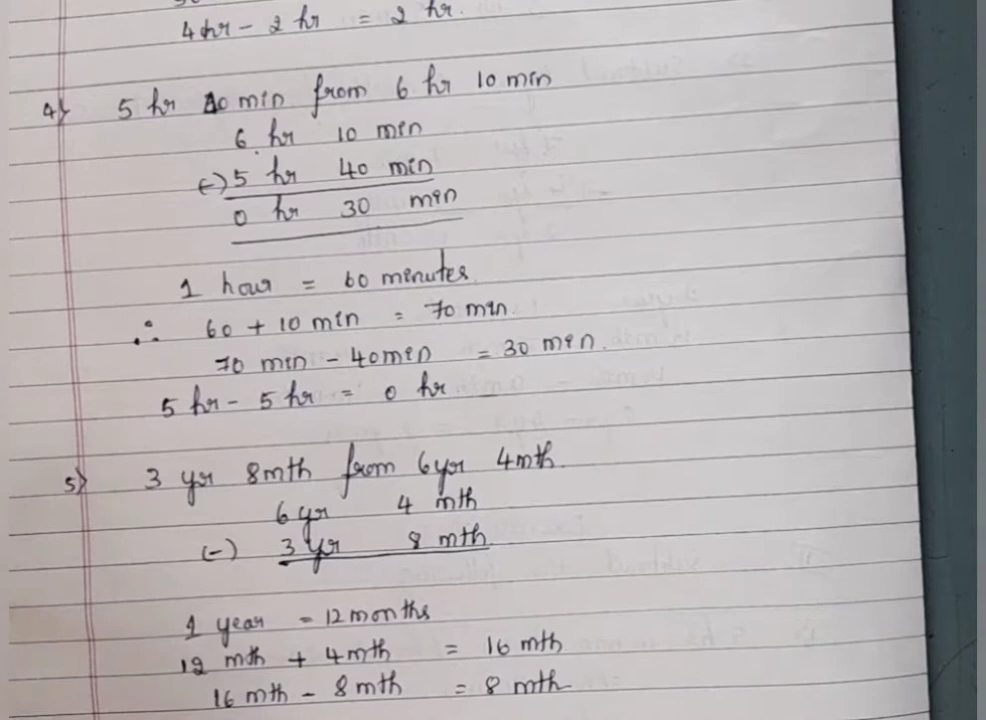 4 hr - 2 hr = 2 hr.
4) 5 hr 40 min from 6 hr 10 min
6 hr 10 min
(-) 5 hr 40 min
0 hr 30 min
1 hour = 60 minutes.
∴ 60 + 10 min = 70 min.
70 min - 40 min = 30 min.
5 hr - 5 hr = 0 hr.
5) 3 yr 8 mth from 6 yr 4 mth.
6 yr 4 mth
(-) 3 yr 8 mth.
1 year = 12 months
12 mth + 4 mth = 16 mth
16 mth - 8 mth = 8 mth